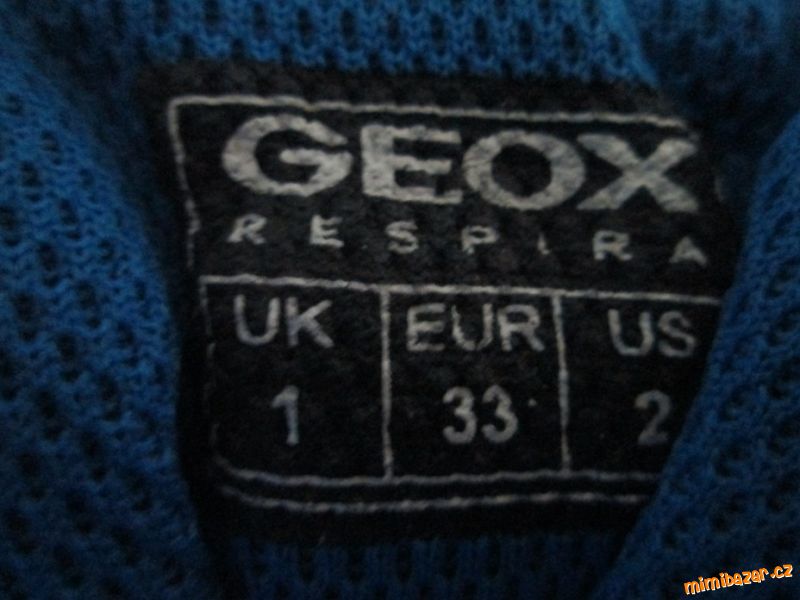 GEOX
RESPIRA
UK EUR US
1 33 2
mimibazar.cz